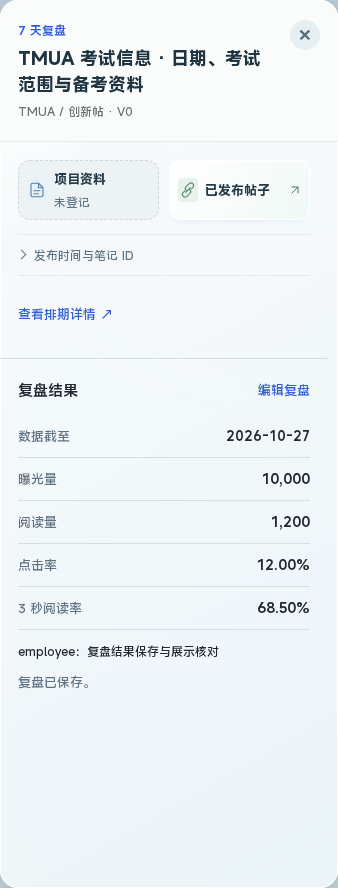 7 天复盘
TMUA 考试信息 · 日期、考试
范围与备考资料
TMUA / 创新帖 · V0
项目资料
未登记
已发布帖子
发布时间与笔记 ID
查看排期详情 ↗
复盘结果
编辑复盘
数据截至 2026-10-27
曝光量 10,000
阅读量 1,200
点击率 12.00%
3 秒阅读率 68.50%
employee: 复盘结果保存与展示核对
复盘已保存。